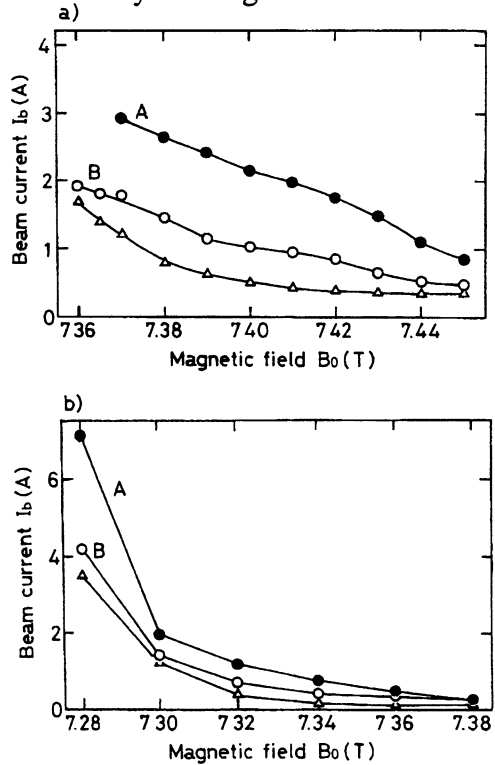 a)
4
3
2
1
0
A
B
Beam current Ib (A)
7 36
7.38
7 40
7 42
7.44
Magnetic field B0 (T)
b)
6
4
2
0
A
B
Beam current Ib (A)
7.28
7 30
7 32
7.34
7 36
7.38
Magnetic field B0 (T)